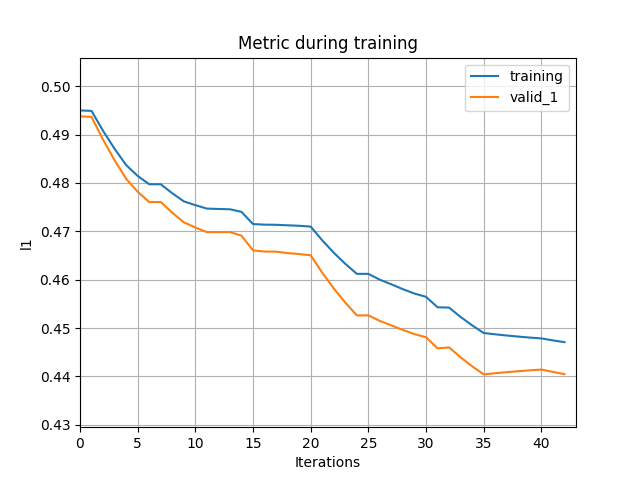 Metric during training
training
valid_1
0.50
0.49
0.48
0.47
0.46
0.45
0.44
0.43
l1
0 5 10 15 20 25 30 35 40
Iterations